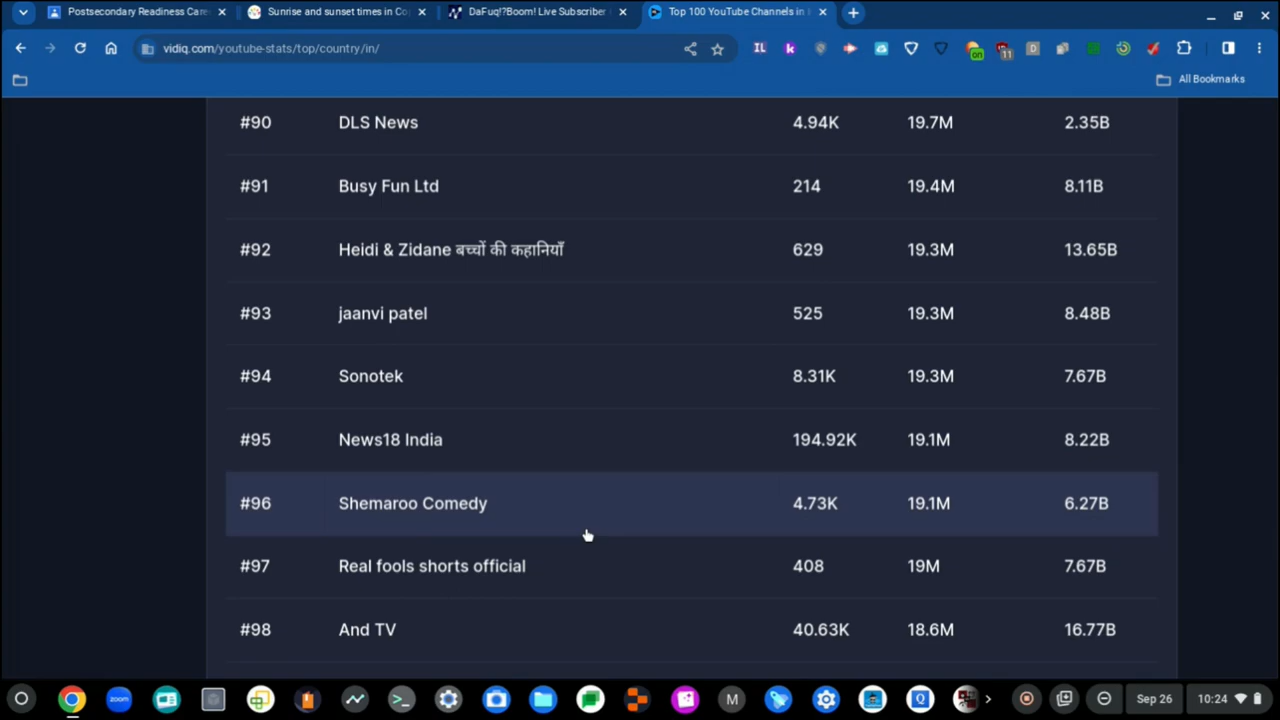 Postsecondary Readiness Care
Sunrise and sunset times in Co
DaFuq!?Boom! Live Subscriber
Top 100 YouTube Channels in
vidiq.com/youtube-stats/top/country/in/
IL
k
on
11
D
All Bookmarks
#90 DLS News 4.94K 19.7M 2.35B
#91 Busy Fun Ltd 214 19.4M 8.11B
#92 Heidi & Zidane बच्चों की कहानियाँ 629 19.3M 13.65B
#93 jaanvi patel 525 19.3M 8.48B
#94 Sonotek 8.31K 19.3M 7.67B
#95 News18 India 194.92K 19.1M 8.22B
#96 Shemaroo Comedy 4.73K 19.1M 6.27B
#97 Real fools shorts official 408 19M 7.67B
#98 And TV 40.63K 18.6M 16.77B
zoom
M
Q
Sep 26
10:24